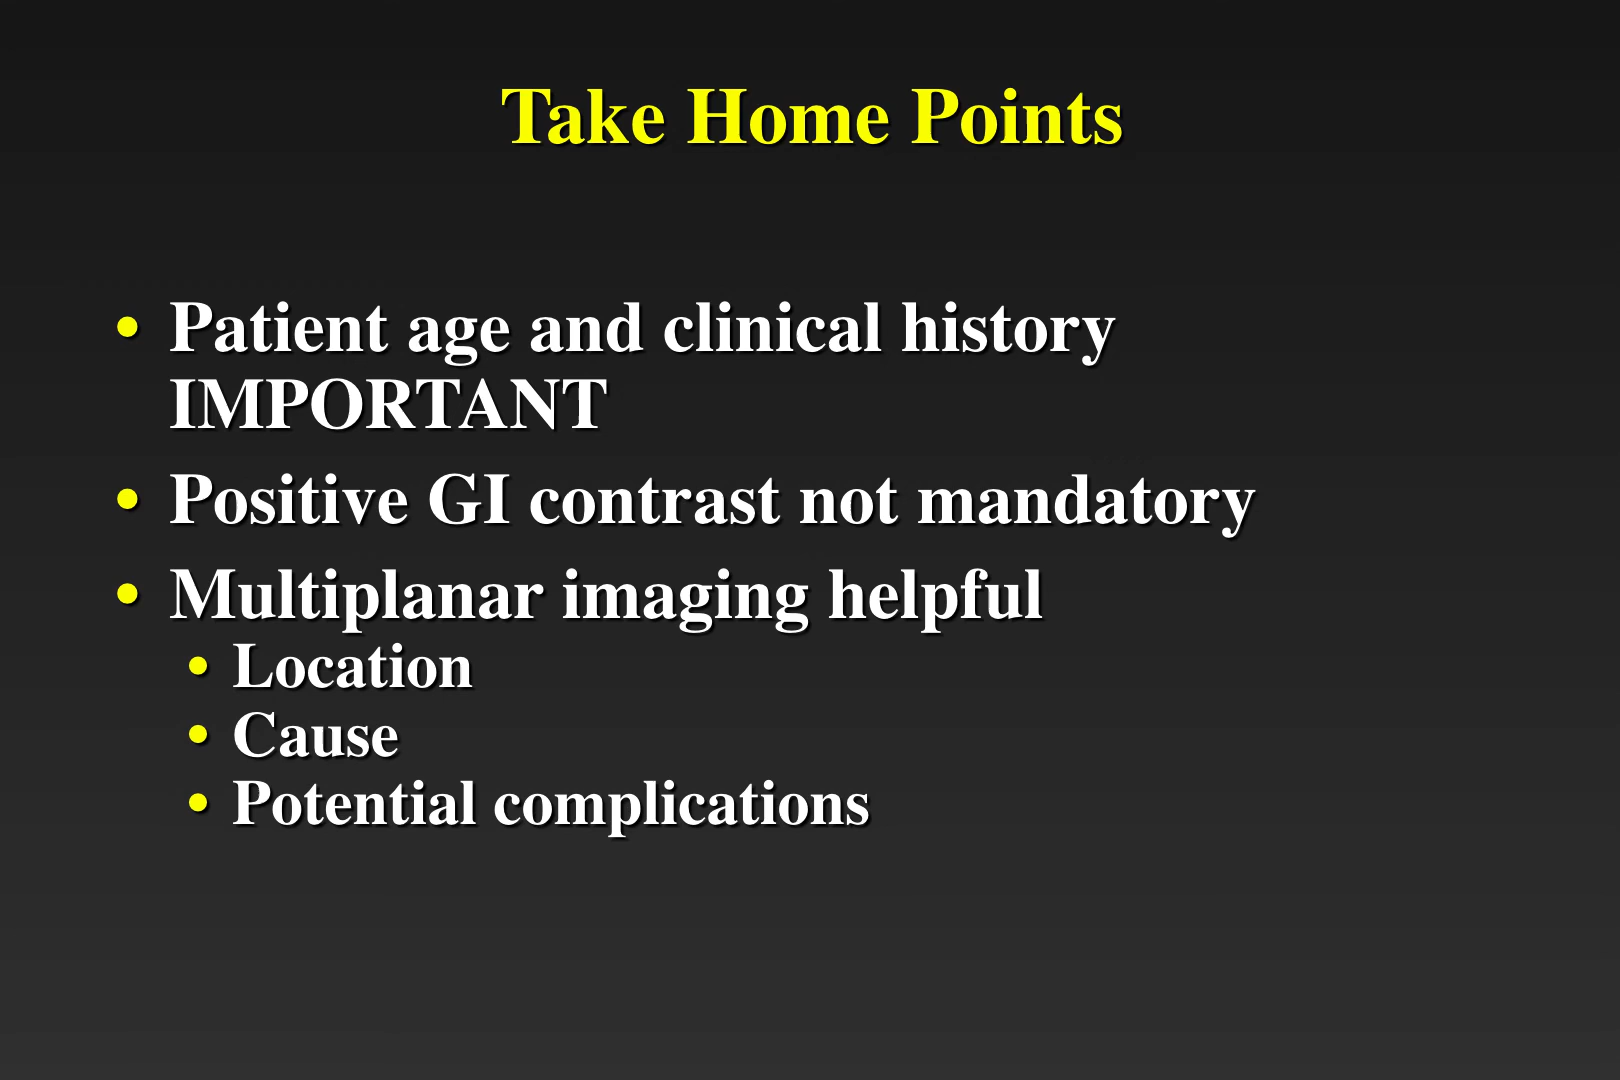 Take Home Points
• Patient age and clinical history
IMPORTANT
• Positive GI contrast not mandatory
• Multiplanar imaging helpful
• Location
• Cause
• Potential complications